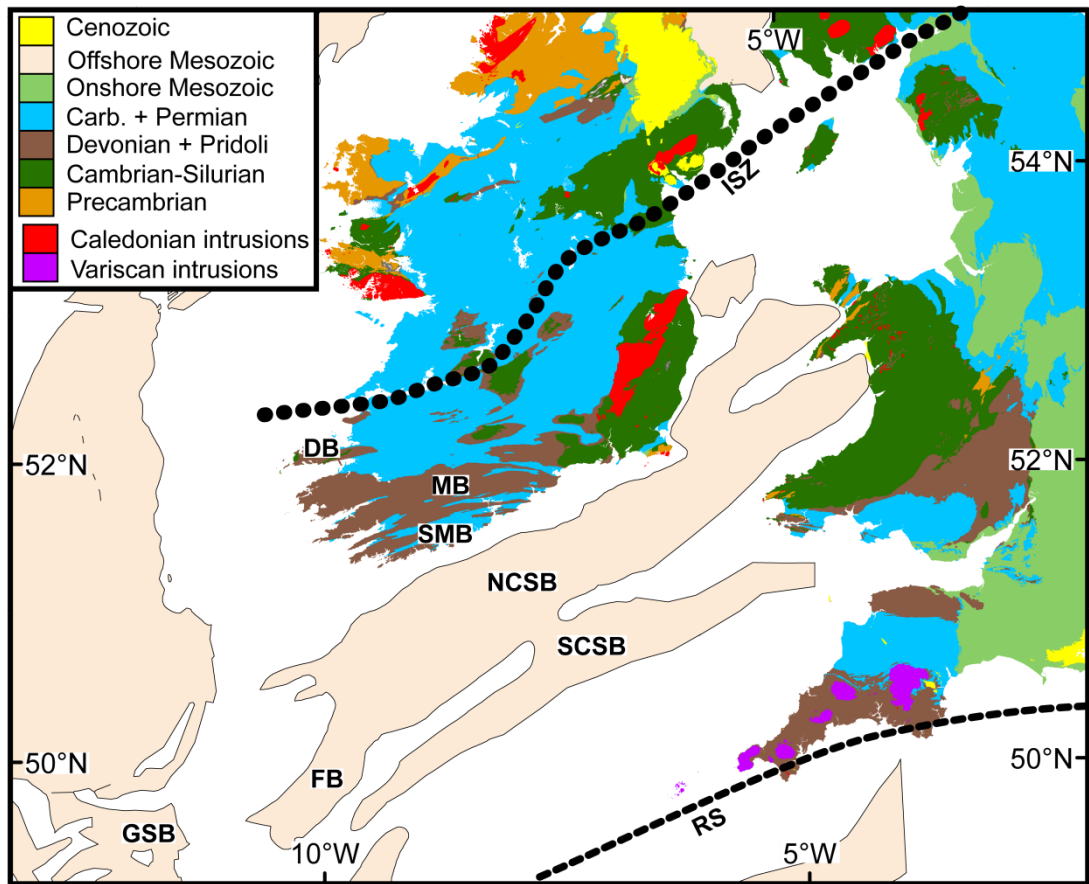 Cenozoic
Offshore Mesozoic
Onshore Mesozoic
Carb. + Permian
Devonian + Pridoli
Cambrian-Silurian
Precambrian
Caledonian intrusions
Variscan intrusions
5°W
54°N
ISZ
DB
52°N
52°N
MB
SMB
NCSB
SCSB
50°N
50°N
FB
RS
GSB
10°W
5°W